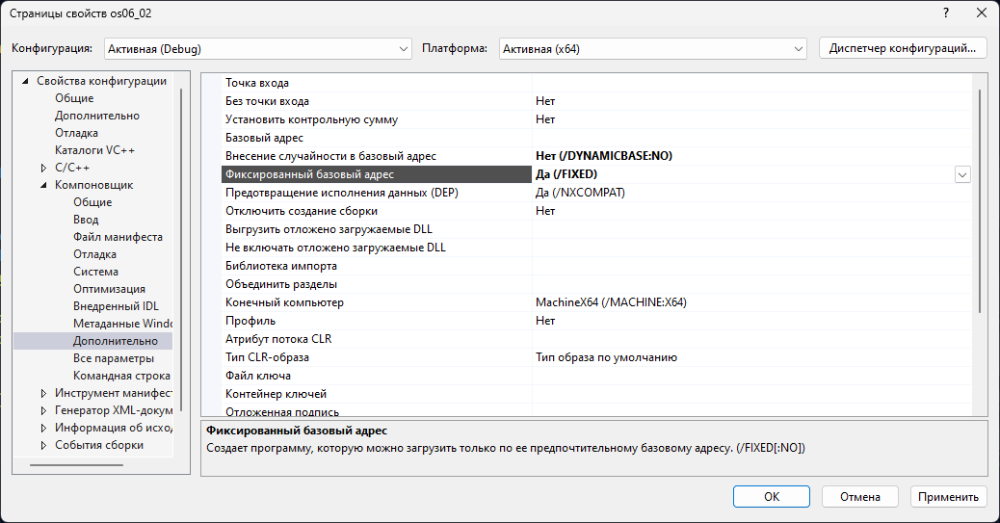 Страницы свойств os06_02
? ×
Конфигурация: Активная (Debug) Платформа: Активная (x64) Диспетчер конфигураций...
Свойства конфигурации
Общие
Дополнительно
Отладка
Каталоги VC++
C/C++
Компоновщик
Общие
Ввод
Файл манифеста
Отладка
Система
Оптимизация
Внедренный IDL
Метаданные Windo
Дополнительно
Все параметры
Командная строка
Инструмент манифест
Генератор XML-докум
Информация об исход
События сборки
Точка входа
Без точки входа Нет
Установить контрольную сумму Нет
Базовый адрес
Внесение случайности в базовый адрес Нет (/DYNAMICBASE:NO)
Фиксированный базовый адрес Да (/FIXED)
Предотвращение исполнения данных (DEP) Да (/NXCOMPAT)
Отключить создание сборки Нет
Выгрузить отложено загружаемые DLL
Не включать отложено загружаемые DLL
Библиотека импорта
Объединить разделы
Конечный компьютер MachineX64 (/MACHINE:X64)
Профиль Нет
Атрибут потока CLR
Тип CLR-образа Тип образа по умолчанию
Файл ключа
Контейнер ключей
Отложенная подпись
Фиксированный базовый адрес
Создает программу, которую можно загрузить только по ее предпочтительному базовому адресу. (/FIXED[:NO])
ОК Отмена Применить